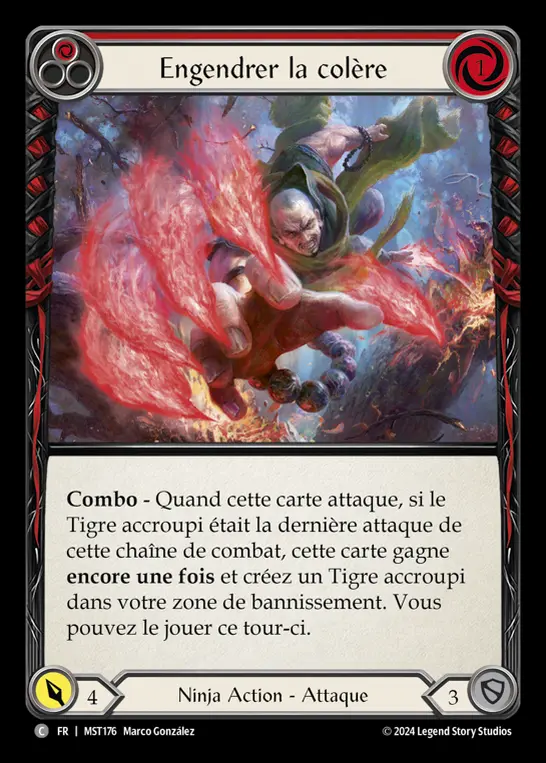 Engendrer la colère
1
Combo - Quand cette carte attaque, si le
Tigre accroupi était la dernière attaque de
cette chaîne de combat, cette carte gagne
encore une fois et créez un Tigre accroupi
dans votre zone de bannissement. Vous
pouvez le jouer ce tour-ci.
4
Ninja Action - Attaque
3
C FR | MST176 Marco González
© 2024 Legend Story Studios